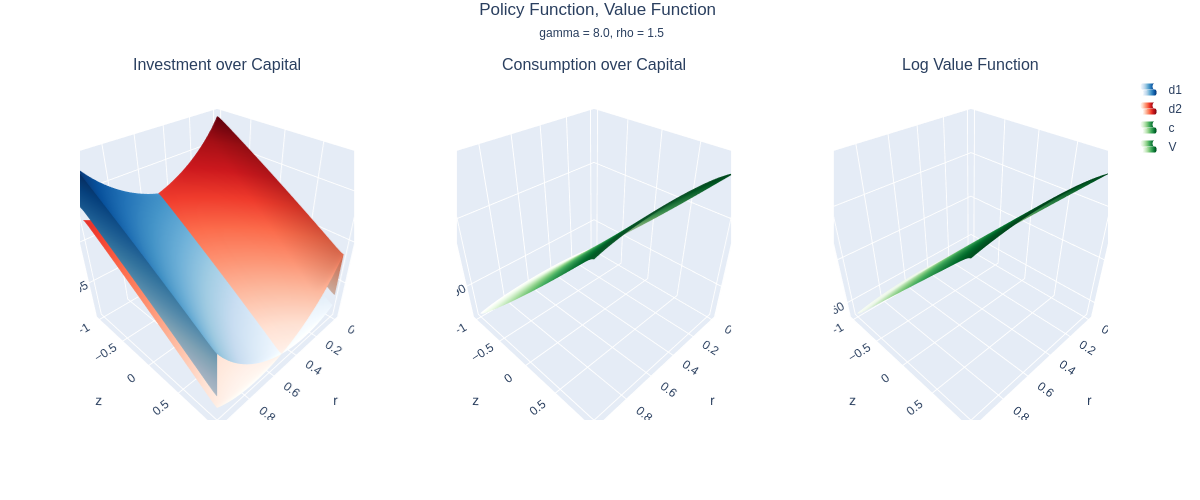 Policy Function, Value Function
gamma = 8.0, rho = 1.5
Investment over Capital
Consumption over Capital
Log Value Function
d1
d2
c
V
−1
−0.5
0
0.5
z
0.2
0.4
0.6
0.8
r
−1
−0.5
0
0.5
z
0.2
0.4
0.6
0.8
r
−1
−0.5
0
0.5
z
0.2
0.4
0.6
0.8
r